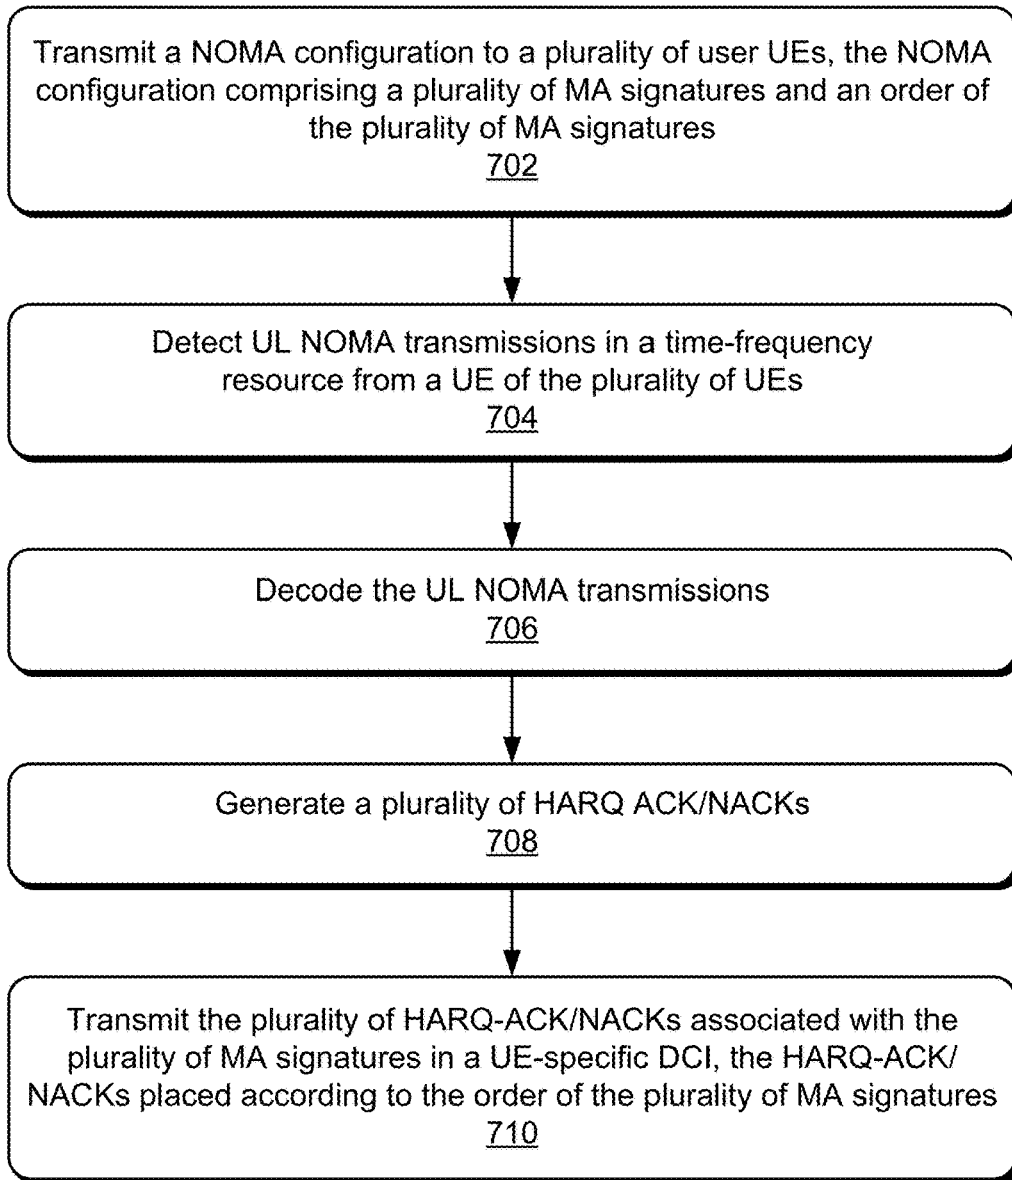 Transmit a NOMA configuration to a plurality of user UEs, the NOMA
configuration comprising a plurality of MA signatures and an order of
the plurality of MA signatures
702
Detect UL NOMA transmissions in a time-frequency
resource from a UE of the plurality of UEs
704
Decode the UL NOMA transmissions
706
Generate a plurality of HARQ ACK/NACKs
708
Transmit the plurality of HARQ-ACK/NACKs associated with the
plurality of MA signatures in a UE-specific DCI, the HARQ-ACK/
NACKs placed according to the order of the plurality of MA signatures
710